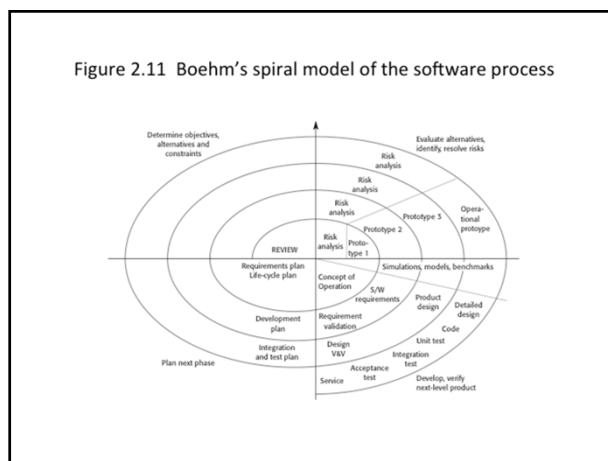 Figure 2.11 Boehm's spiral model of the software process
Determine objectives,
alternatives and
constraints
Evaluate alternatives,
identify, resolve risks
Risk
analysis
Risk
analysis
Risk
analysis
Risk
analysis
Proto-
type 1
Prototype 2
Prototype 3
Opera-
tional
protoype
REVIEW
Requirements plan
Life-cycle plan
Simulations, models, benchmarks
Concept of
Operation
S/W
requirements
Product
design
Detailed
design
Development
plan
Requirement
validation
Code
Unit test
Integration
and test plan
Design
V&V
Integration
test
Acceptance
test
Service
Plan next phase
Develop, verify
next-level product